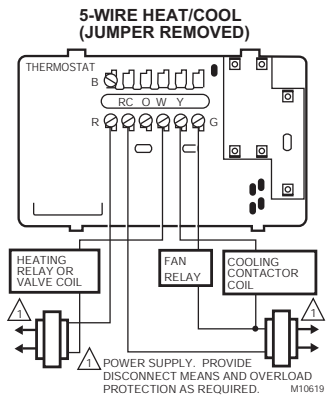 5-WIRE HEAT/COOL
(JUMPER REMOVED)
THERMOSTAT
B
RC O W Y
R
G
HEATING
RELAY OR
VALVE COIL
FAN
RELAY
COOLING
CONTACTOR
COIL
1
1
1 POWER SUPPLY. PROVIDE
DISCONNECT MEANS AND OVERLOAD
PROTECTION AS REQUIRED.
M10619